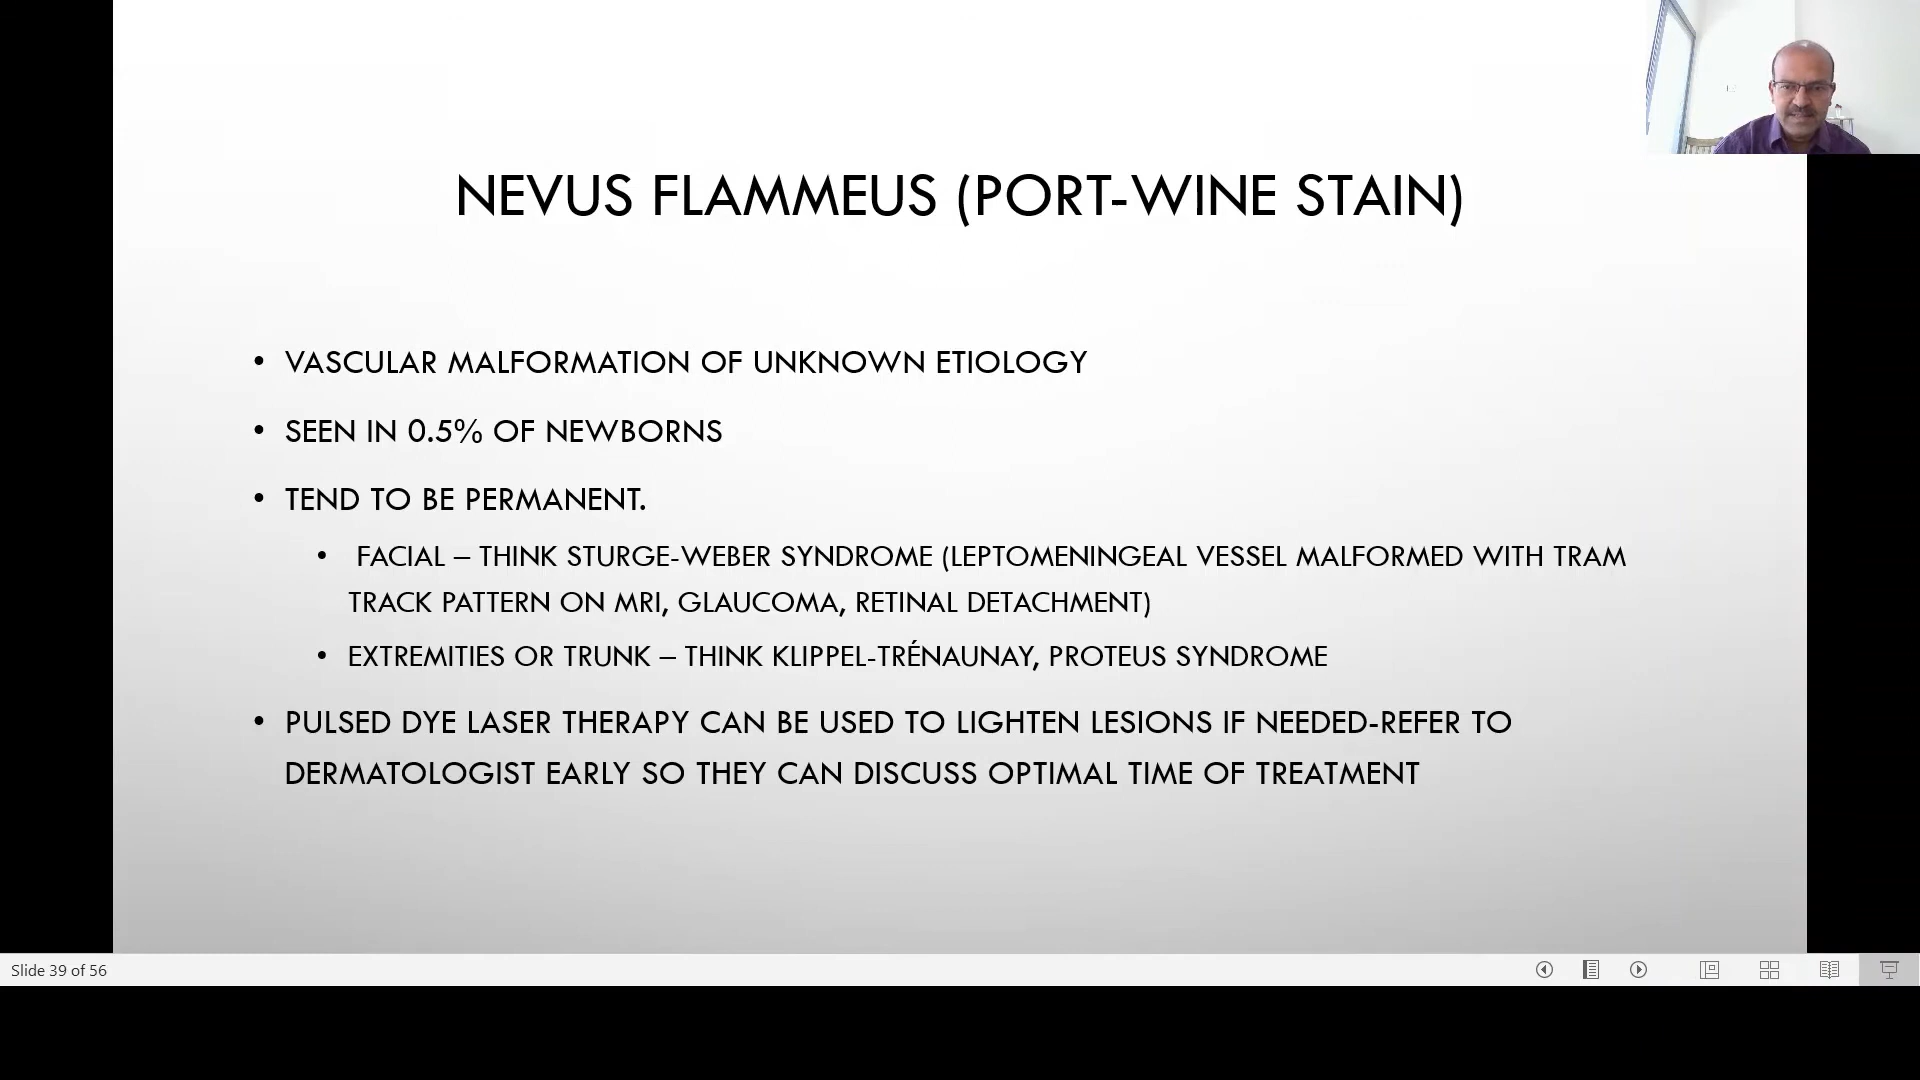 NEVUS FLAMMEUS (PORT-WINE STAIN)
• VASCULAR MALFORMATION OF UNKNOWN ETIOLOGY
• SEEN IN 0.5% OF NEWBORNS
• TEND TO BE PERMANENT.
• FACIAL – THINK STURGE-WEBER SYNDROME (LEPTOMENINGEAL VESSEL MALFORMED WITH TRAM
TRACK PATTERN ON MRI, GLAUCOMA, RETINAL DETACHMENT)
• EXTREMITIES OR TRUNK – THINK KLIPPEL-TRÉNAUNAY, PROTEUS SYNDROME
• PULSED DYE LASER THERAPY CAN BE USED TO LIGHTEN LESIONS IF NEEDED-REFER TO
DERMATOLOGIST EARLY SO THEY CAN DISCUSS OPTIMAL TIME OF TREATMENT
Slide 39 of 56